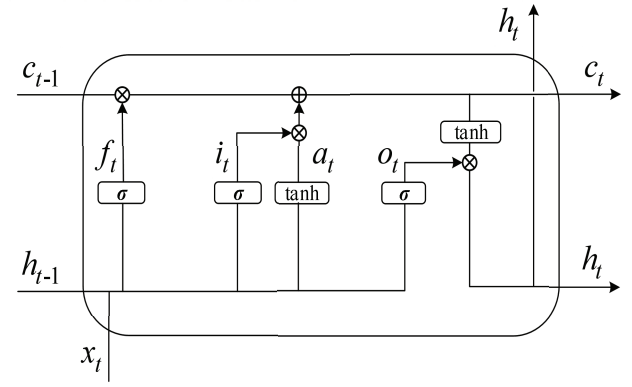 h_t
c_{t-1} c_t
tanh
f_t i_t a_t o_t
σ σ tanh σ
h_{t-1} h_t
x_t